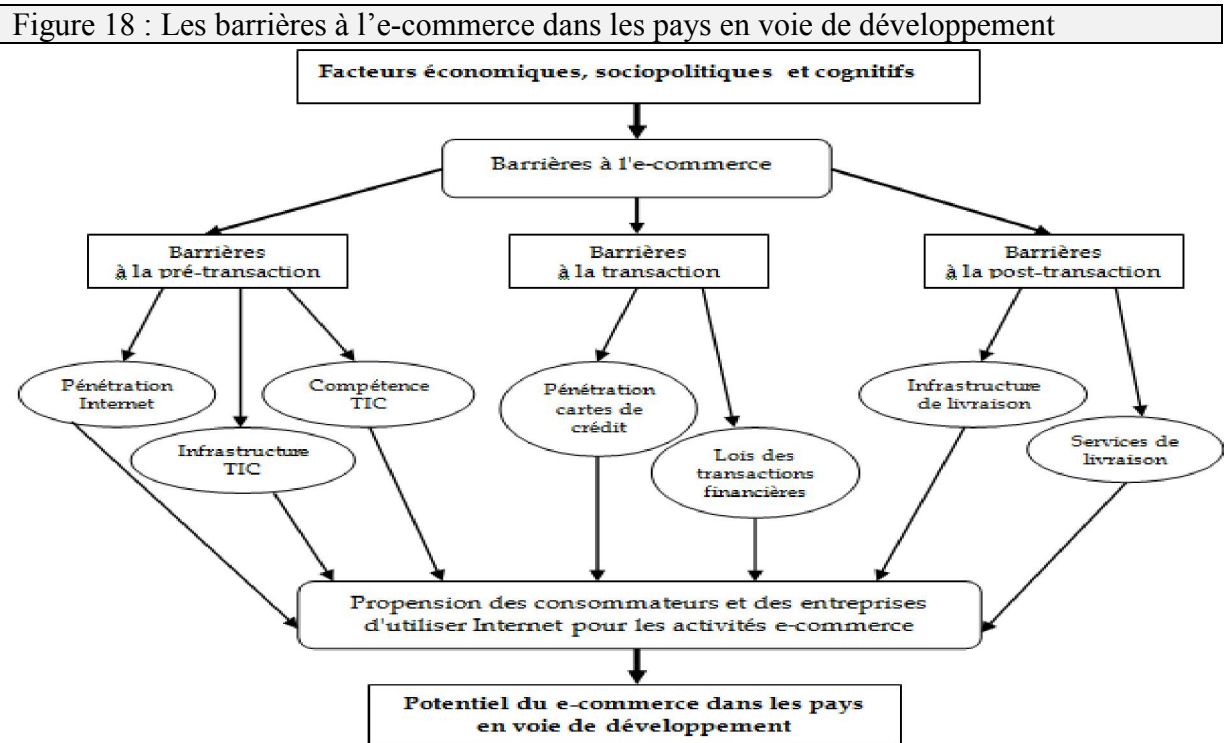 Figure 18 : Les barrières à l’e-commerce dans les pays en voie de développement
Facteurs économiques, sociopolitiques et cognitifs
Barrières à l'e-commerce
Barrières
à la pré-transaction
Barrières
à la transaction
Barrières
à la post-transaction
Pénétration
Internet
Infrastructure
TIC
Compétence
TIC
Pénétration
cartes de
crédit
Lois des
transactions
financières
Infrastructure
de livraison
Services de
livraison
Propension des consommateurs et des entreprises
d'utiliser Internet pour les activités e-commerce
Potentiel du e-commerce dans les pays
en voie de développement